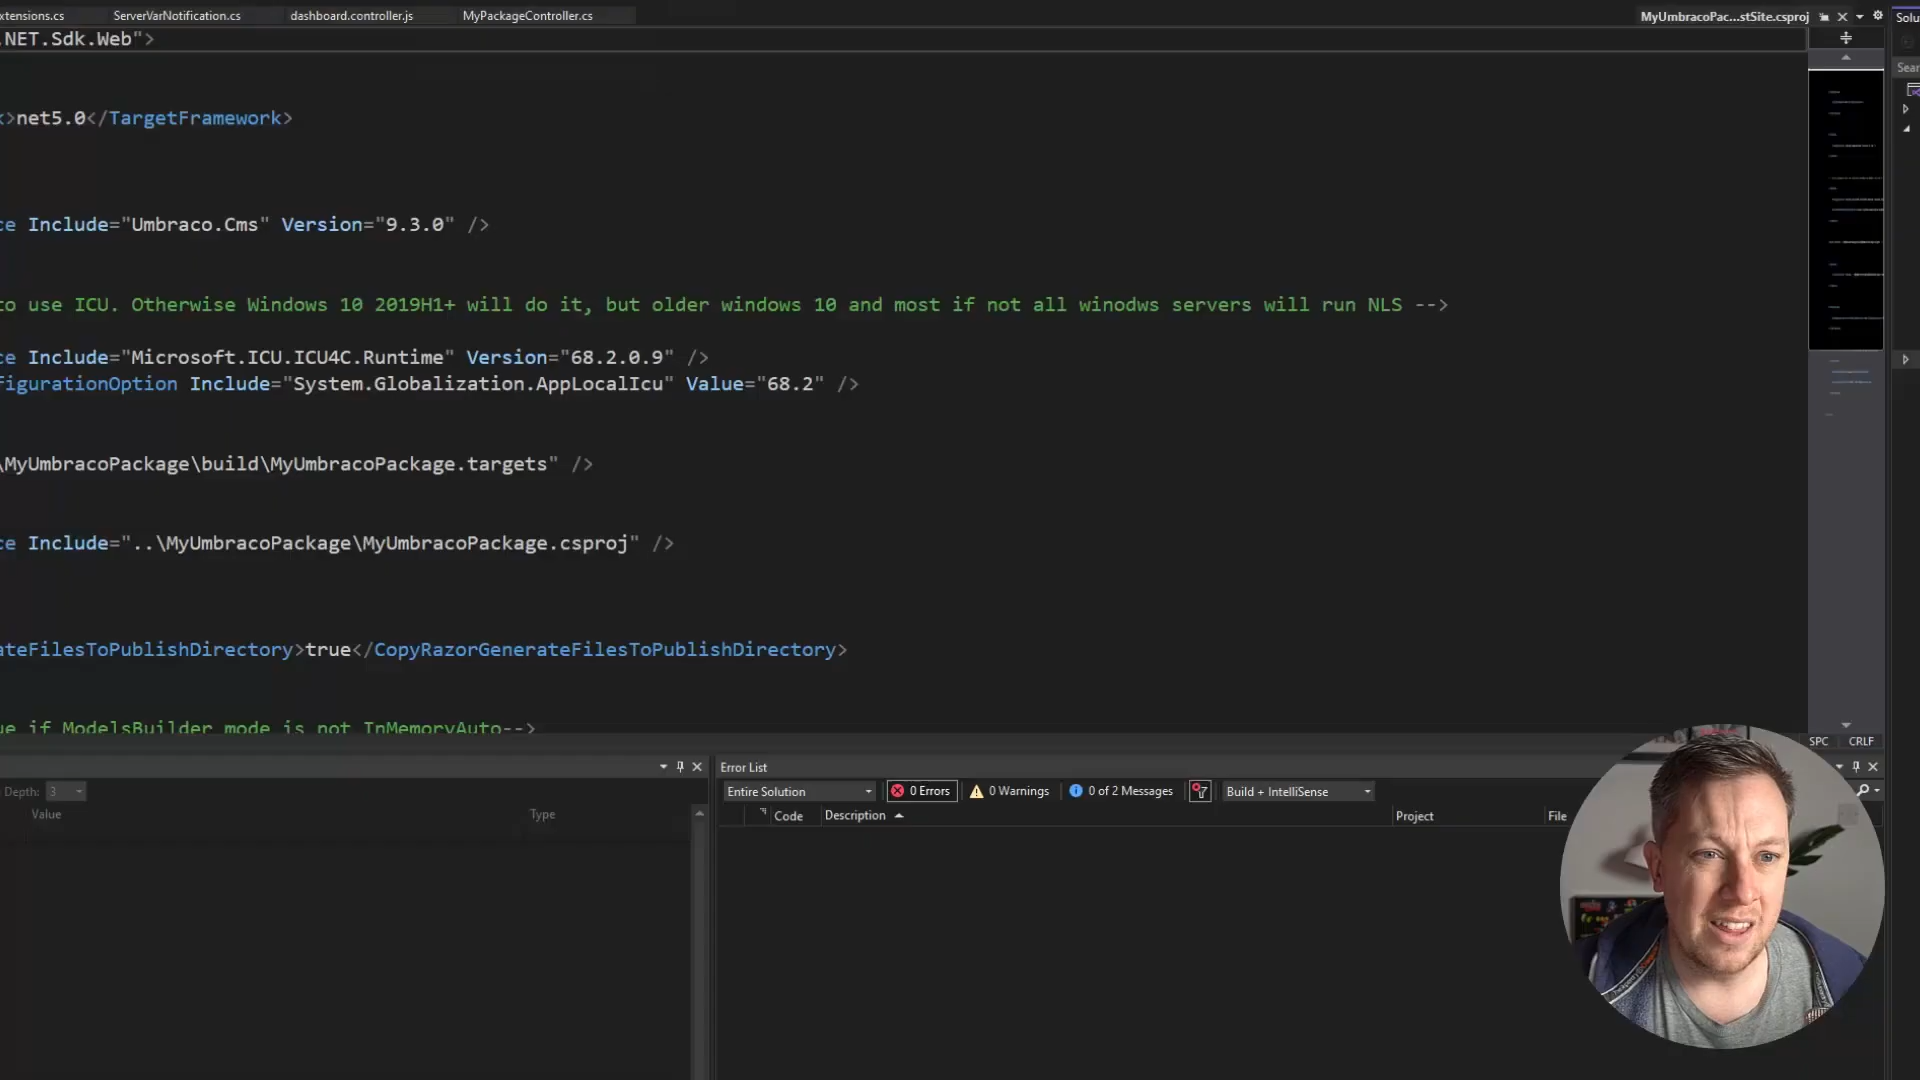 xtensions.cs ServerVarNotification.cs dashboard.controller.js MyPackageController.cs MyUmbracoPac...stSite.csproj Solu
.NET.Sdk.Web">
Sear
k>net5.0</TargetFramework>
ce Include="Umbraco.Cms" Version="9.3.0" />
to use ICU. Otherwise Windows 10 2019H1+ will do it, but older windows 10 and most if not all winodws servers will run NLS -->
ce Include="Microsoft.ICU.ICU4C.Runtime" Version="68.2.0.9" />
figurationOption Include="System.Globalization.AppLocalIcu" Value="68.2" />
\MyUmbracoPackage\build\MyUmbracoPackage.targets" />
ce Include="..\MyUmbracoPackage\MyUmbracoPackage.csproj" />
ateFilesToPublishDirectory>true</CopyRazorGenerateFilesToPublishDirectory>
ue if ModelsBuilder mode is not InMemoryAuto-->
SPC CRLF
Error List
Depth: 3 Entire Solution 0 Errors 0 Warnings 0 of 2 Messages Build + IntelliSense
Value Type Code Description Project File